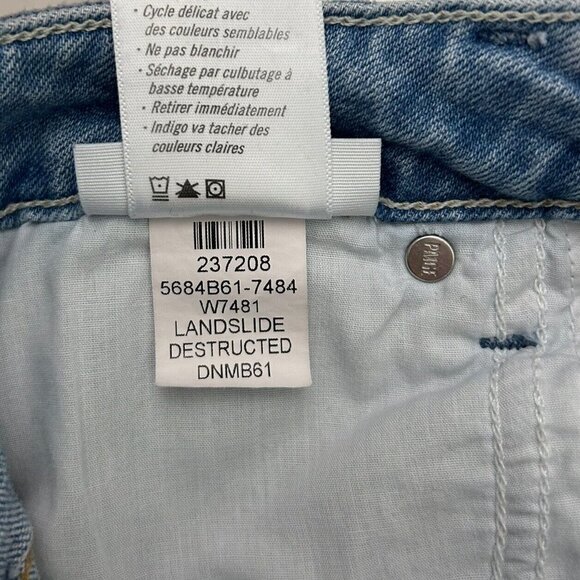 • Cycle délicat avec
des couleurs semblables
• Ne pas blanchir
• Séchage par culbutage à
basse température
• Retirer immédiatement
• Indigo va tacher des
couleurs claires
237208
5684B61-7484
W7481
LANDSLIDE
DESTRUCTED
DNMB61
PAIGE